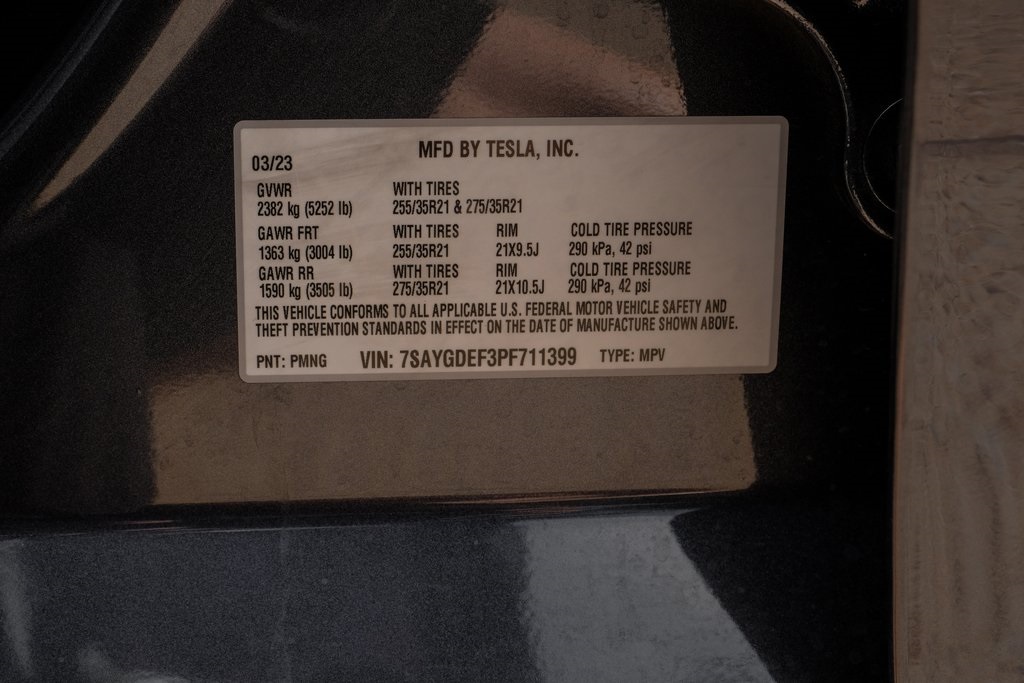 MFD BY TESLA, INC.
03/23
GVWR WITH TIRES
2382 kg (5252 lb) 255/35R21 & 275/35R21
GAWR FRT WITH TIRES RIM COLD TIRE PRESSURE
1363 kg (3004 lb) 255/35R21 21X9.5J 290 kPa, 42 psi
GAWR RR WITH TIRES RIM COLD TIRE PRESSURE
1590 kg (3505 lb) 275/35R21 21X10.5J 290 kPa, 42 psi
THIS VEHICLE CONFORMS TO ALL APPLICABLE U.S. FEDERAL MOTOR VEHICLE SAFETY AND
THEFT PREVENTION STANDARDS IN EFFECT ON THE DATE OF MANUFACTURE SHOWN ABOVE.
PNT: PMNG VIN: 7SAYGDEF3PF711399 TYPE: MPV